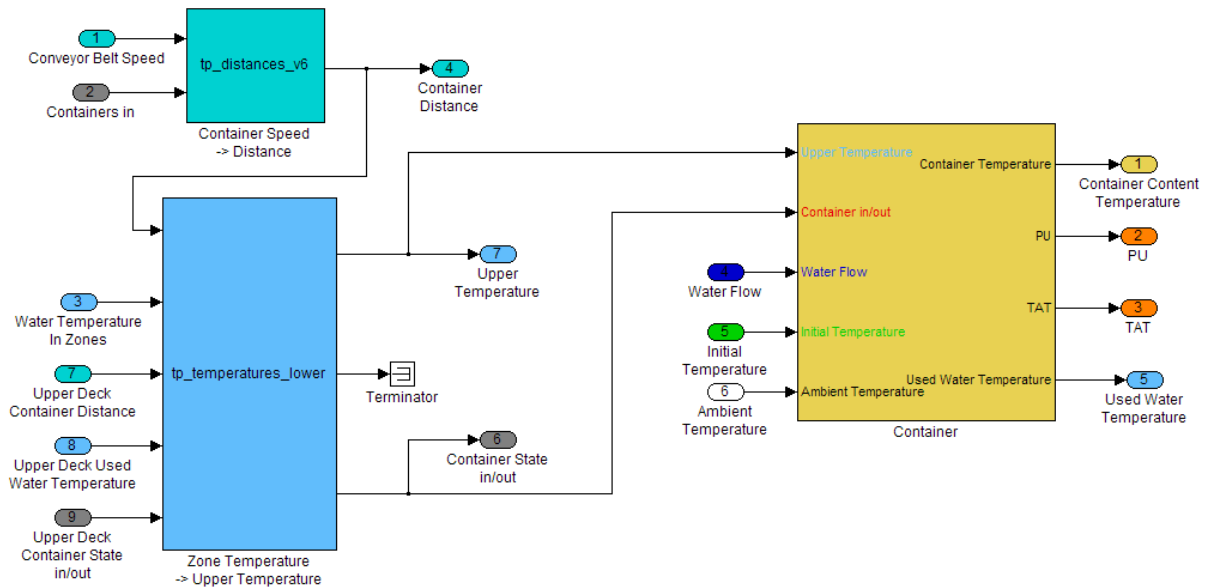 1
Conveyor Belt Speed
2
Containers in
tp_distances_v6
Container Speed
-> Distance
4
Container
Distance
3
Water Temperature
In Zones
7
Upper Deck
Container Distance
8
Upper Deck Used
Water Temperature
9
Upper Deck
Container State
in/out
tp_temperatures_lower
Zone Temperature
-> Upper Temperature
7
Upper
Temperature
Terminator
6
Container State
in/out
4
Water Flow
5
Initial
Temperature
6
Ambient
Temperature
Upper Temperature
Container in/out
Water Flow
Initial Temperature
Ambient Temperature
Container Temperature
PU
TAT
Used Water Temperature
Container
1
Container Content
Temperature
2
PU
3
TAT
5
Used Water
Temperature